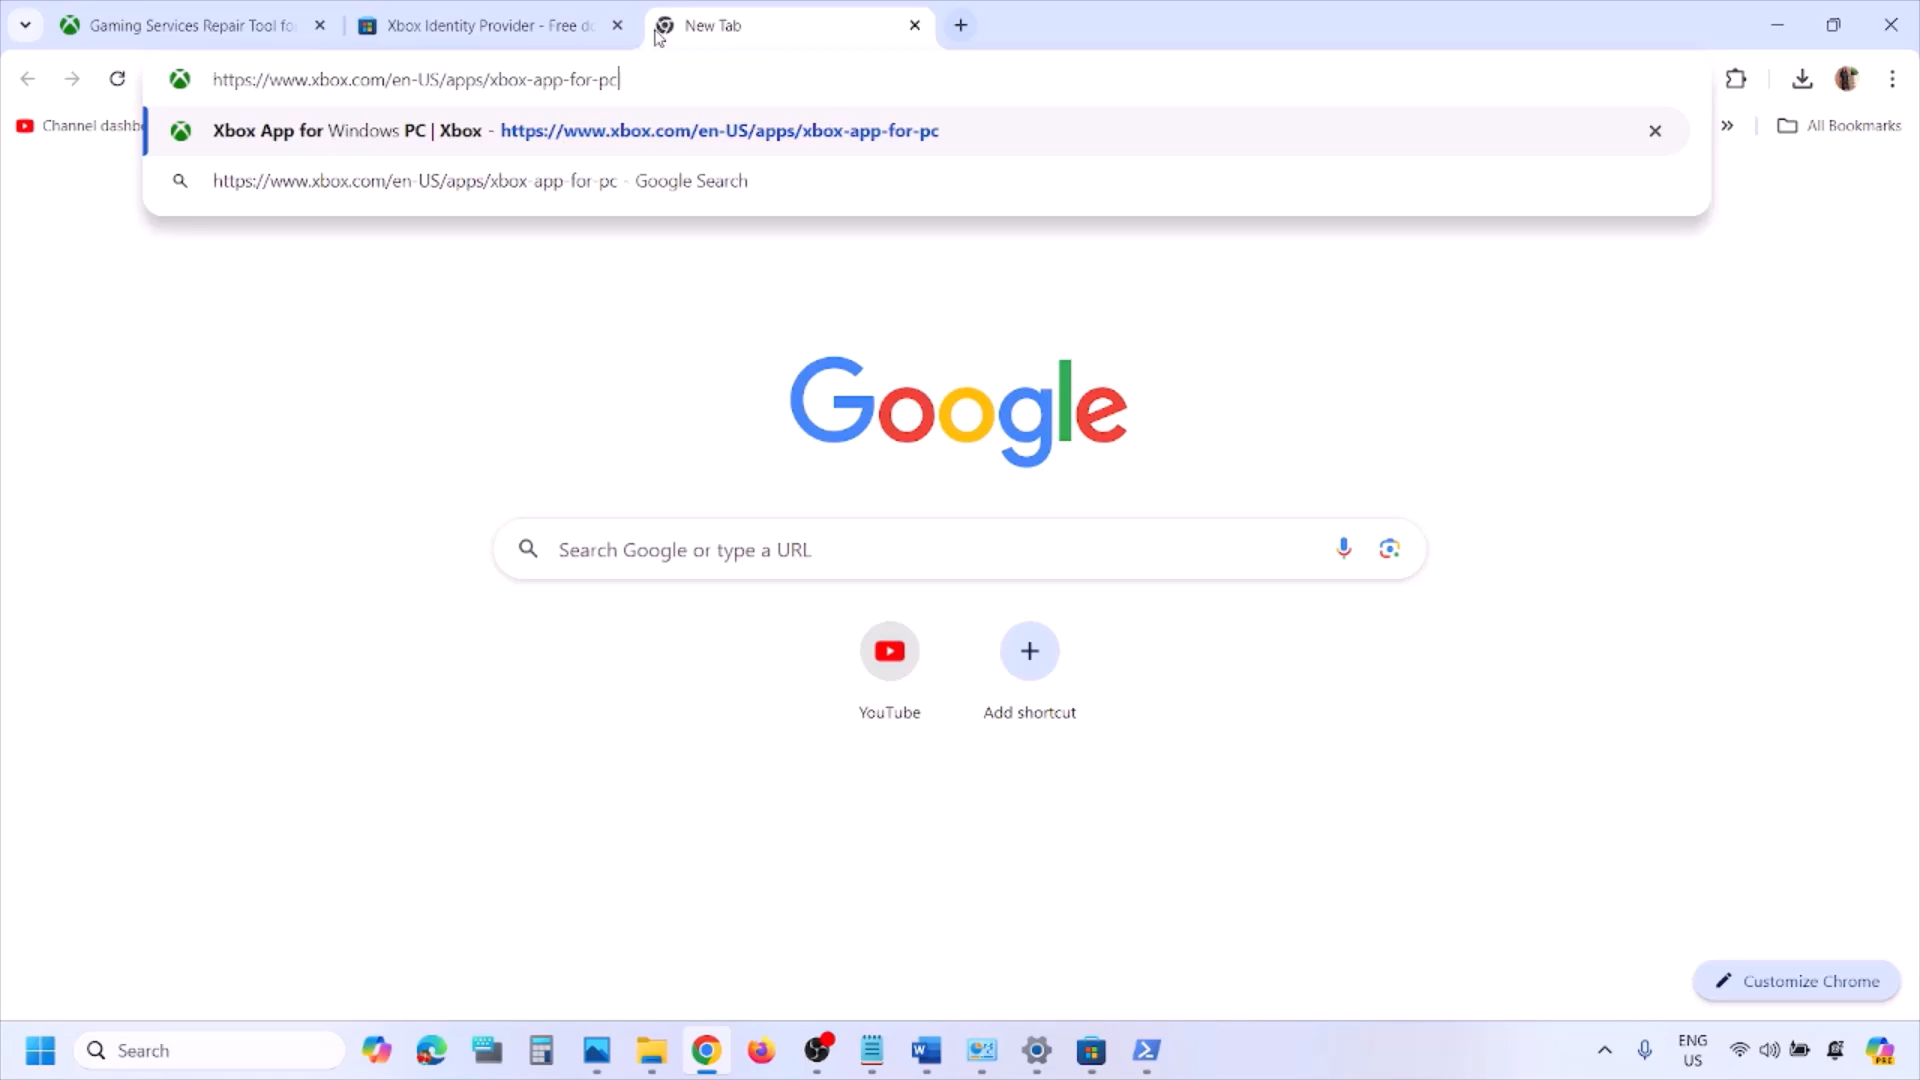 Gaming Services Repair Tool fo
Xbox Identity Provider - Free do
New Tab
https://www.xbox.com/en-US/apps/xbox-app-for-pc
Channel dashb
Xbox App for Windows PC | Xbox - https://www.xbox.com/en-US/apps/xbox-app-for-pc
All Bookmarks
https://www.xbox.com/en-US/apps/xbox-app-for-pc - Google Search
Google
Search Google or type a URL
YouTube
Add shortcut
Customize Chrome
Search
ENG
US
PRE